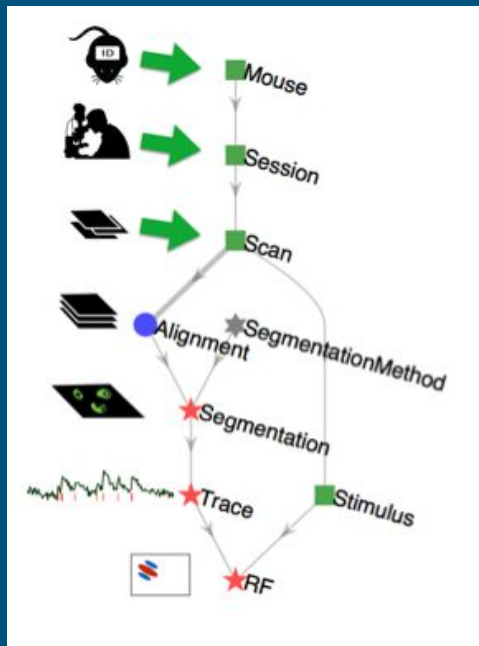 ID
Mouse
Session
Scan
Alignment
SegmentationMethod
Segmentation
Trace
Stimulus
RF